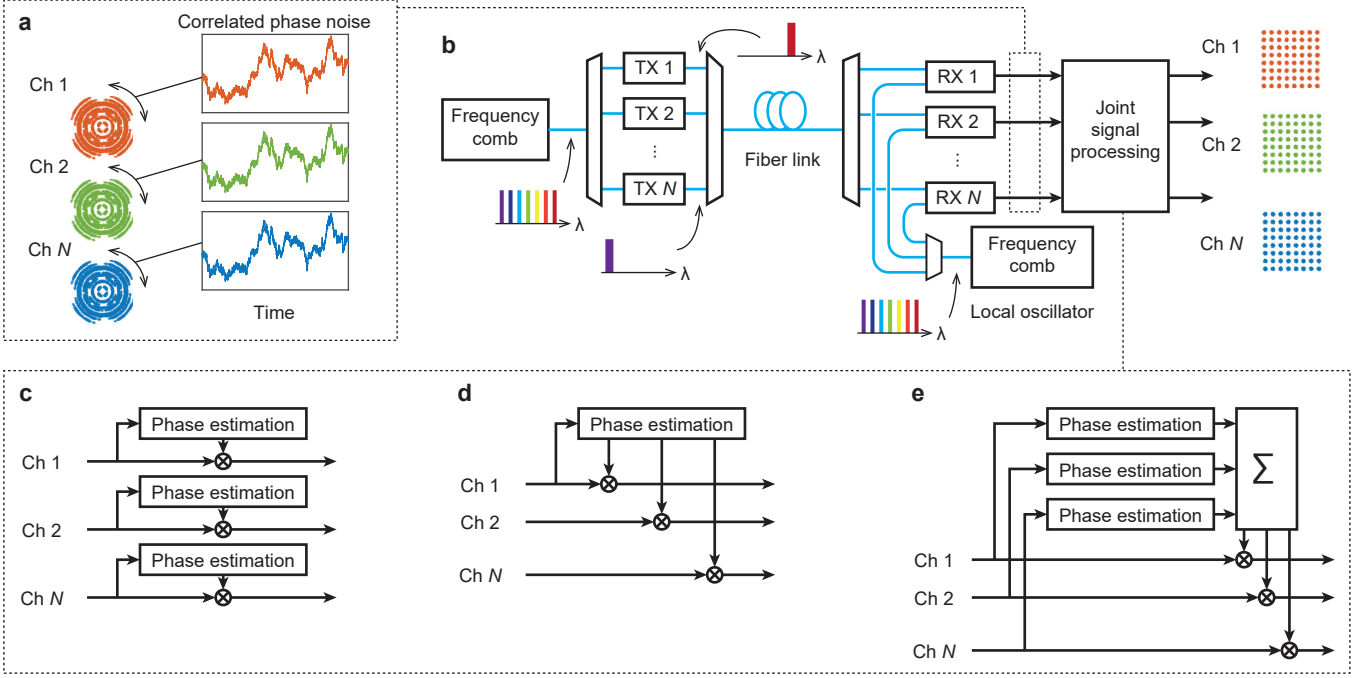 a
Correlated phase noise
Ch 1
Ch 2
Ch N
Time
b
Frequency
comb
λ
TX 1
TX 2
⋮
TX N
λ
λ
Fiber link
RX 1
RX 2
⋮
RX N
Frequency
comb
Local oscillator
λ
Joint
signal
processing
Ch 1
Ch 2
Ch N
c
Phase estimation
Ch 1
Phase estimation
Ch 2
Phase estimation
Ch N
d
Phase estimation
Ch 1
Ch 2
Ch N
e
Phase estimation
Phase estimation
Phase estimation
Σ
Ch 1
Ch 2
Ch N